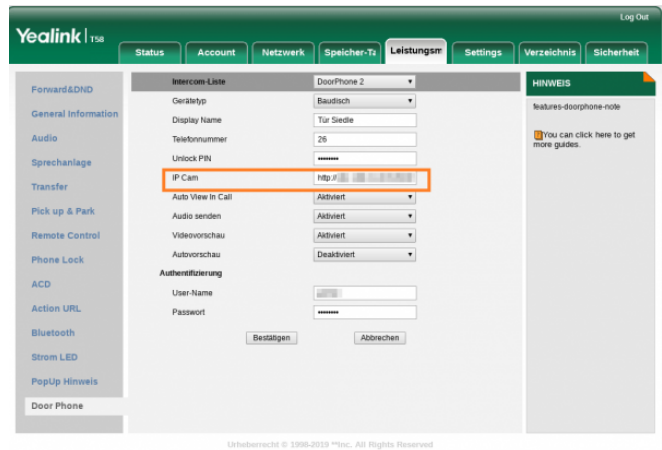 Log Out
Yealink T58
Status Account Netzwerk Speicher-Ta Leistungsm Settings Verzeichnis Sicherheit
Forward&DND
General Information
Audio
Sprechanlage
Transfer
Pick up & Park
Remote Control
Phone Lock
ACD
Action URL
Bluetooth
Strom LED
PopUp Hinweis
Door Phone
Intercom-Liste DoorPhone 2
Gerätetyp Baudisch
Display Name Tür Siedle
Telefonnummer 26
Unlock PIN ••••••••
IP Cam http://
Auto View In Call Aktiviert
Audio senden Aktiviert
Videovorschau Aktiviert
Autovorschau Deaktiviert
Authentifizierung
User-Name
Passwort ••••••••
Bestätigen Abbrechen
HINWEIS
features-doorphone-note
You can click here to get
more guides.
Urheberrecht © 1998-2019 **Inc. All Rights Reserved